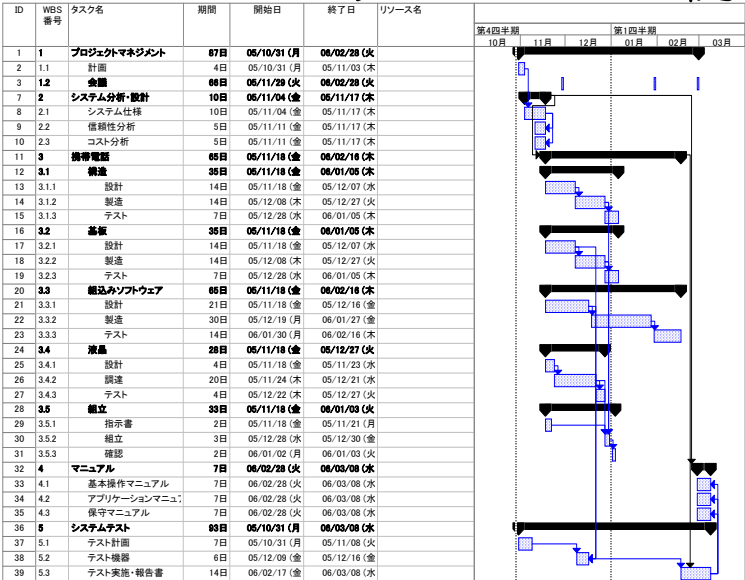 ID WBS番号 タスク名 期間 開始日 終了日 リソース名
第4四半期 第1四半期
10月 11月 12月 01月 02月 03月
1 1 プロジェクトマネジメント 87日 05/10/31 (月 06/02/28 (火
2 1.1 計画 4日 05/10/31 (月 05/11/03 (木
3 1.2 会議 66日 05/11/29 (火 06/02/28 (火
7 2 システム分析・設計 10日 05/11/04 (金 05/11/17 (木
8 2.1 システム仕様 10日 05/11/04 (金 05/11/17 (木
9 2.2 信頼性分析 5日 05/11/11 (金 05/11/17 (木
10 2.3 コスト分析 5日 05/11/11 (金 05/11/17 (木
11 3 携帯電話 65日 05/11/18 (金 06/02/16 (木
12 3.1 構造 35日 05/11/18 (金 06/01/05 (木
13 3.1.1 設計 14日 05/11/18 (金 05/12/07 (水
14 3.1.2 製造 14日 05/12/08 (木 05/12/27 (火
15 3.1.3 テスト 7日 05/12/28 (水 06/01/05 (木
16 3.2 基板 35日 05/11/18 (金 06/01/05 (木
17 3.2.1 設計 14日 05/11/18 (金 05/12/07 (水
18 3.2.2 製造 14日 05/12/08 (木 05/12/27 (火
19 3.2.3 テスト 7日 05/12/28 (水 06/01/05 (木
20 3.3 組込みソフトウェア 65日 05/11/18 (金 06/02/16 (木
21 3.3.1 設計 21日 05/11/18 (金 05/12/16 (金
22 3.3.2 製造 30日 05/12/19 (月 06/01/27 (金
23 3.3.3 テスト 14日 06/01/30 (月 06/02/16 (木
24 3.4 液晶 28日 05/11/18 (金 05/12/27 (火
25 3.4.1 設計 4日 05/11/18 (金 05/11/23 (水
26 3.4.2 調達 20日 05/11/24 (木 05/12/21 (水
27 3.4.3 テスト 4日 05/12/22 (木 05/12/27 (火
28 3.5 組立 33日 05/11/18 (金 06/01/03 (火
29 3.5.1 指示書 2日 05/11/18 (金 05/11/21 (月
30 3.5.2 組立 3日 05/12/28 (水 05/12/30 (金
31 3.5.3 確認 2日 06/01/02 (月 06/01/03 (火
32 4 マニュアル 7日 06/02/28 (火 06/03/08 (水
33 4.1 基本操作マニュアル 7日 06/02/28 (火 06/03/08 (水
34 4.2 アプリケーションマニュア 7日 06/02/28 (火 06/03/08 (水
35 4.3 保守マニュアル 7日 06/02/28 (火 06/03/08 (水
36 5 システムテスト 93日 05/10/31 (月 06/03/08 (水
37 5.1 テスト計画 7日 05/10/31 (月 05/11/08 (火
38 5.2 テスト機器 6日 05/12/09 (金 05/12/16 (金
39 5.3 テスト実施・報告書 14日 06/02/17 (金 06/03/08 (水